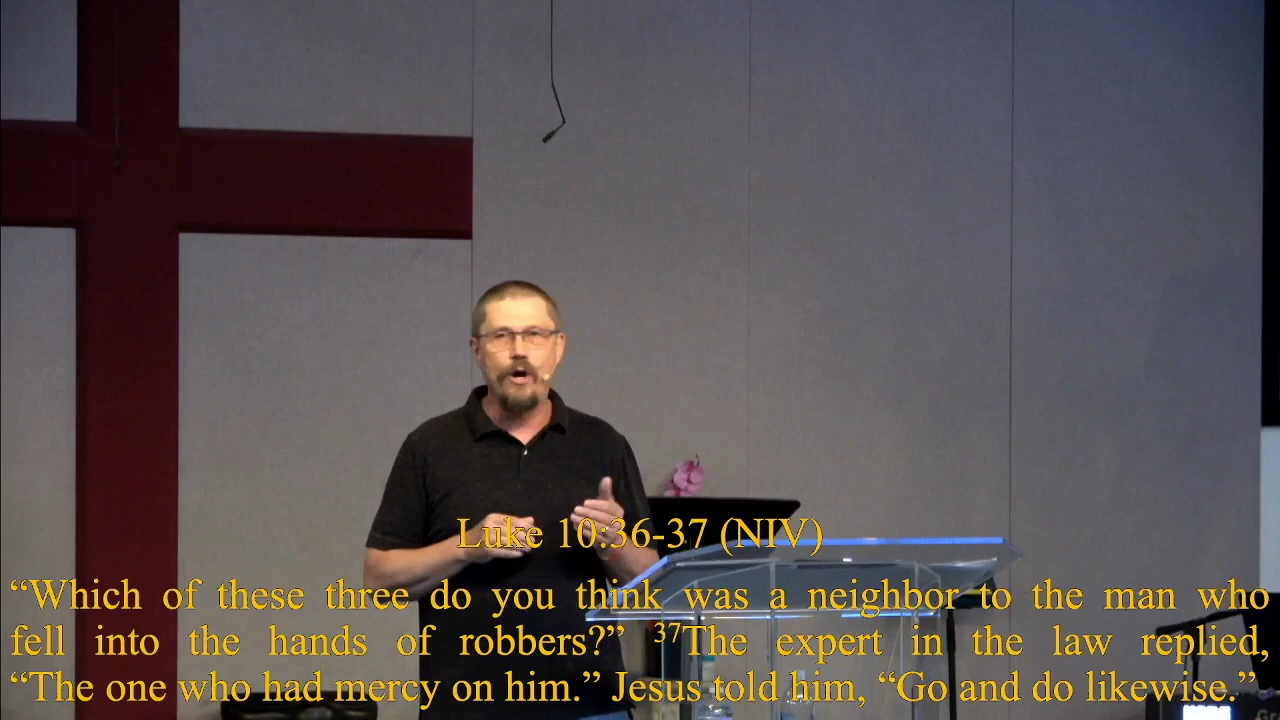 Luke 10:36-37 (NIV)
“Which of these three do you think was a neighbor to the man who
fell into the hands of robbers?” ³⁷The expert in the law replied,
“The one who had mercy on him.” Jesus told him, “Go and do likewise.”